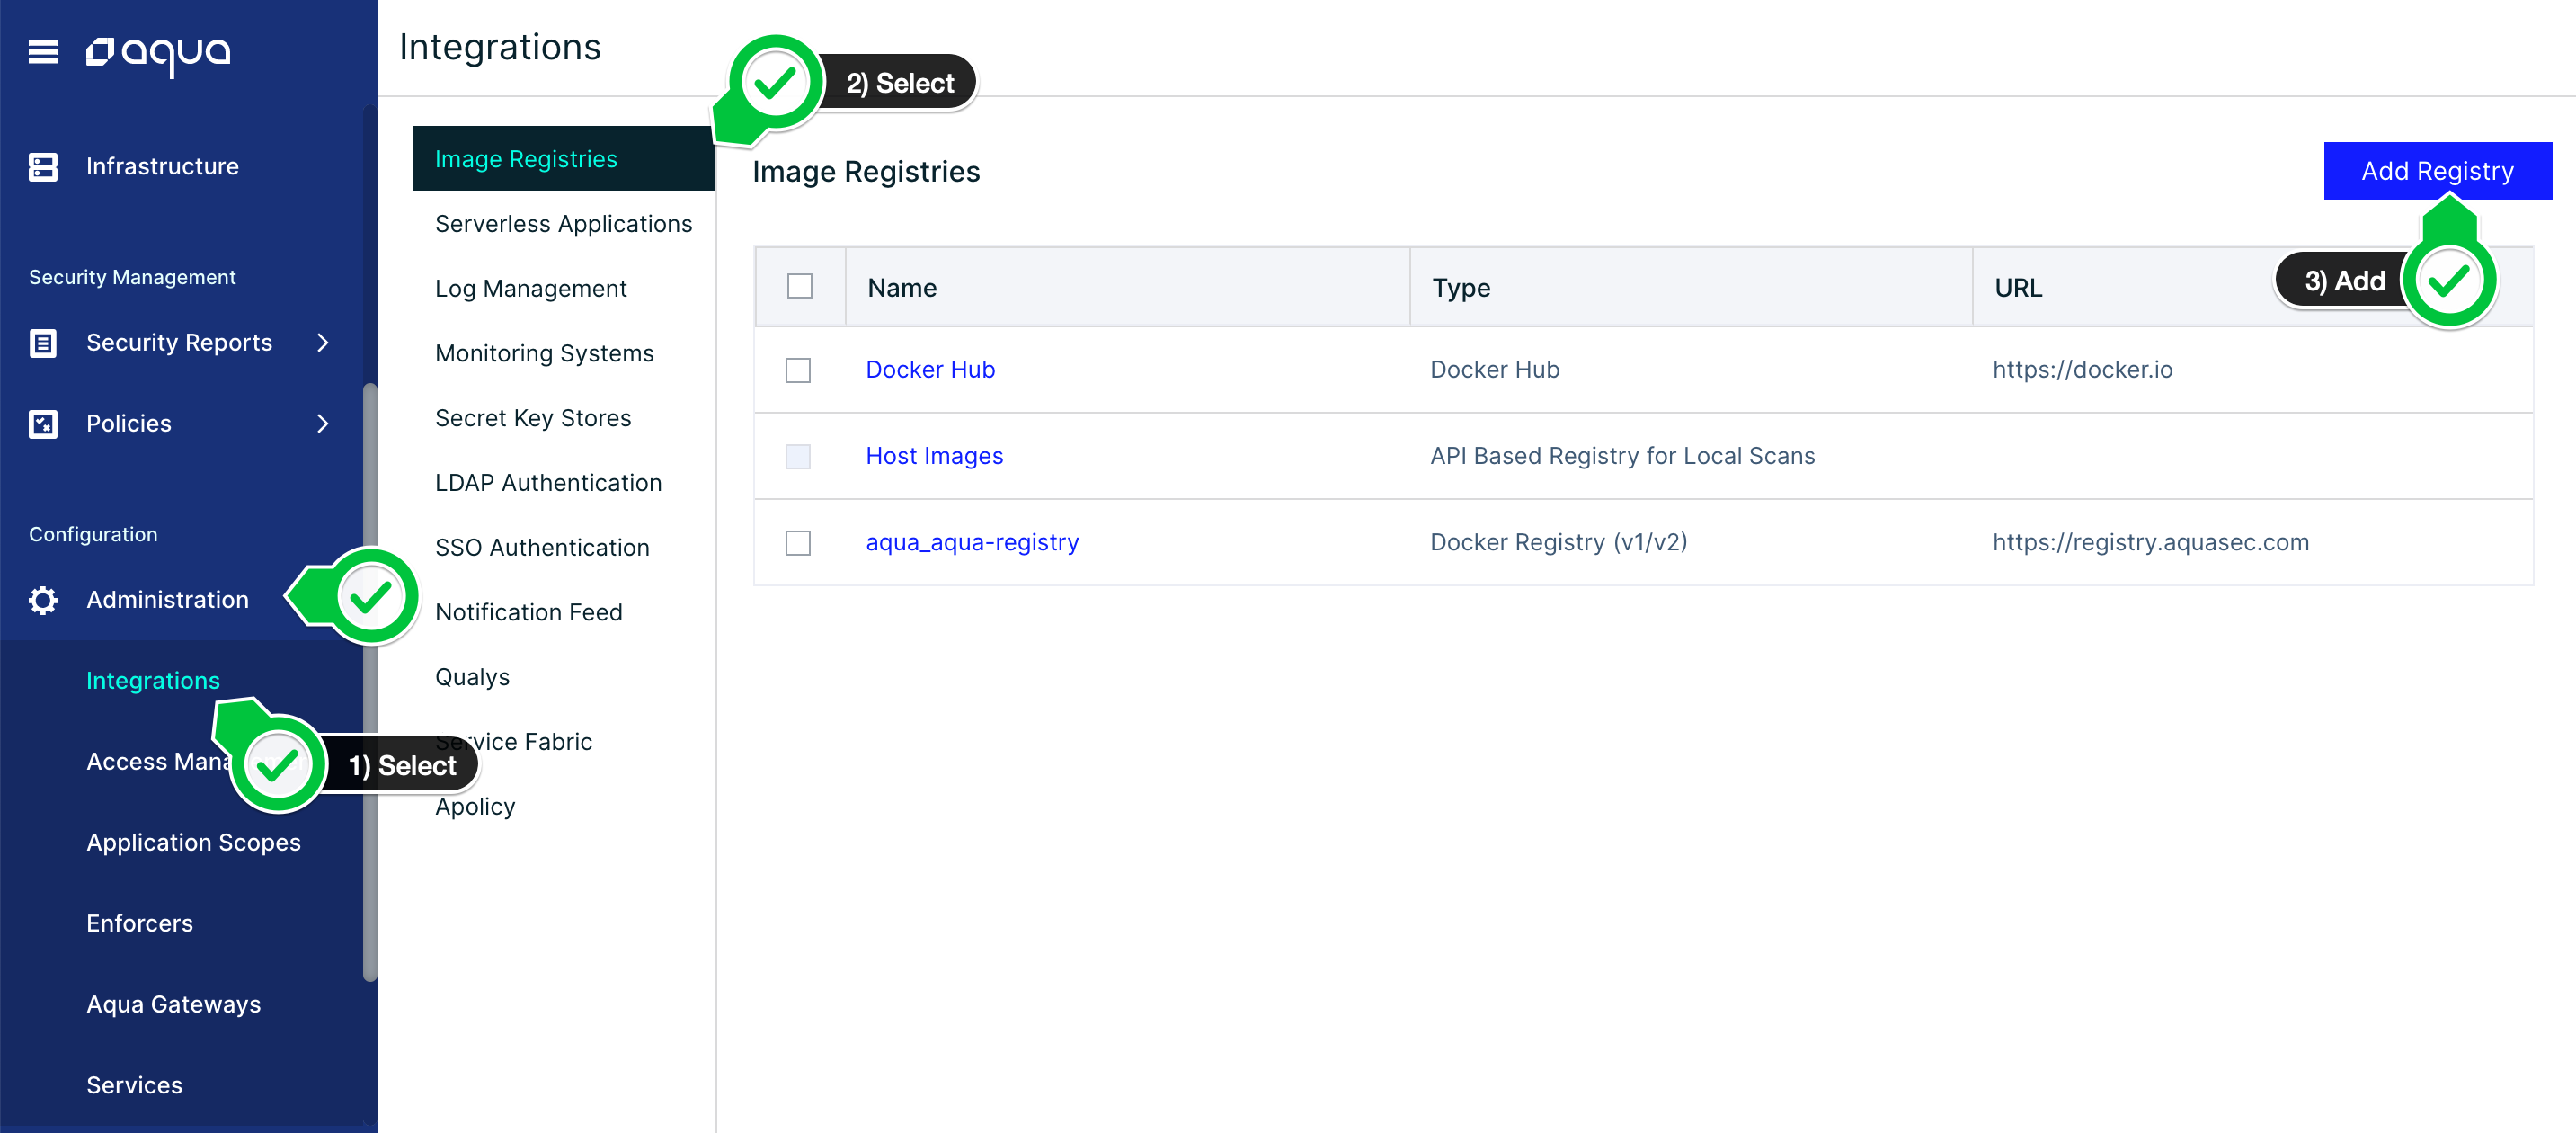 aqua
Infrastructure
Security Management
Security Reports
Policies
Configuration
Administration
Integrations
Access
Application Scopes
Enforcers
Aqua Gateways
Services
Integrations
1) Select
2) Select
Image Registries
Serverless Applications
Log Management
Monitoring Systems
Secret Key Stores
LDAP Authentication
SSO Authentication
Notification Feed
Qualys
Service Fabric
Apolicy
Image Registries
Add Registry
3) Add
Name Type URL
Docker Hub Docker Hub https://docker.io
Host Images API Based Registry for Local Scans
aqua_aqua-registry Docker Registry (v1/v2) https://registry.aquasec.com